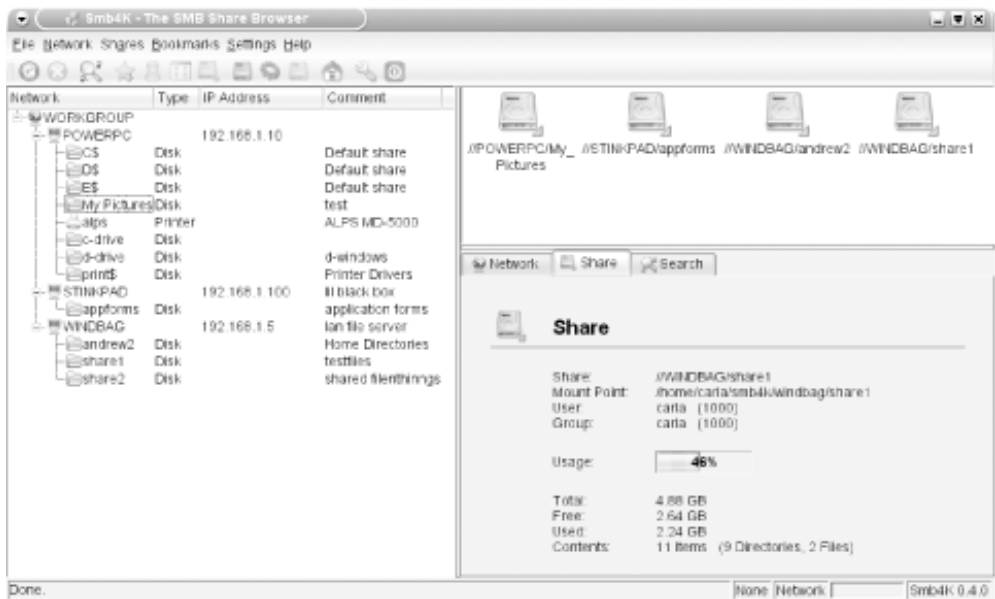 Smb4K - The SMB Share Browser
File Network Shares Bookmarks Settings Help
Network Type IP Address Comment
WORKGROUP
POWERPC 192.168.1.10
C$ Disk Default share
D$ Disk Default share
E$ Disk Default share
My Pictures Disk test
alps Printer ALPS MD-5000
c-drive Disk
d-drive Disk d-windows
print$ Disk Printer Drivers
STINKPAD 192.168.1.100 lil black box
appforms Disk application forms
WINDBAG 192.168.1.5 lan file server
andrew2 Disk Home Directories
share1 Disk testfiles
share2 Disk shared filenthinngs
//POWERPC/My_ Pictures
//STINKPAD/appforms
//WINDBAG/andrew2
//WINDBAG/share1
Network Share Search
Share
Share: //WINDBAG/share1
Mount Point: /home/carla/smb4k/windbag/share1
User: carla (1000)
Group: carla (1000)
Usage: 46%
Total: 4.88 GB
Free: 2.64 GB
Used: 2.24 GB
Contents: 11 Items (9 Directories, 2 Files)
Done. None Network Smb4K 0.4.0